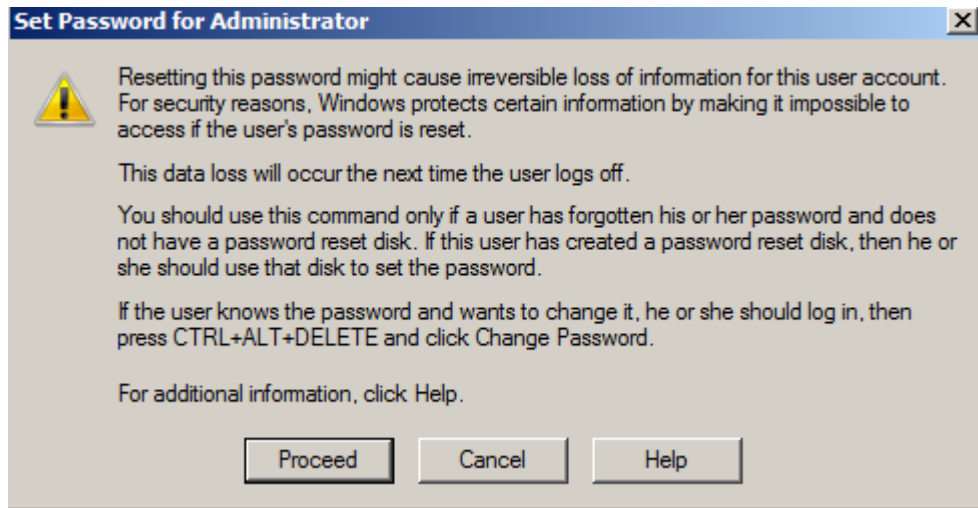 Set Password for Administrator
Resetting this password might cause irreversible loss of information for this user account.
For security reasons, Windows protects certain information by making it impossible to
access if the user's password is reset.
This data loss will occur the next time the user logs off.
You should use this command only if a user has forgotten his or her password and does
not have a password reset disk. If this user has created a password reset disk, then he or
she should use that disk to set the password.
If the user knows the password and wants to change it, he or she should log in, then
press CTRL+ALT+DELETE and click Change Password.
For additional information, click Help.
Proceed Cancel Help